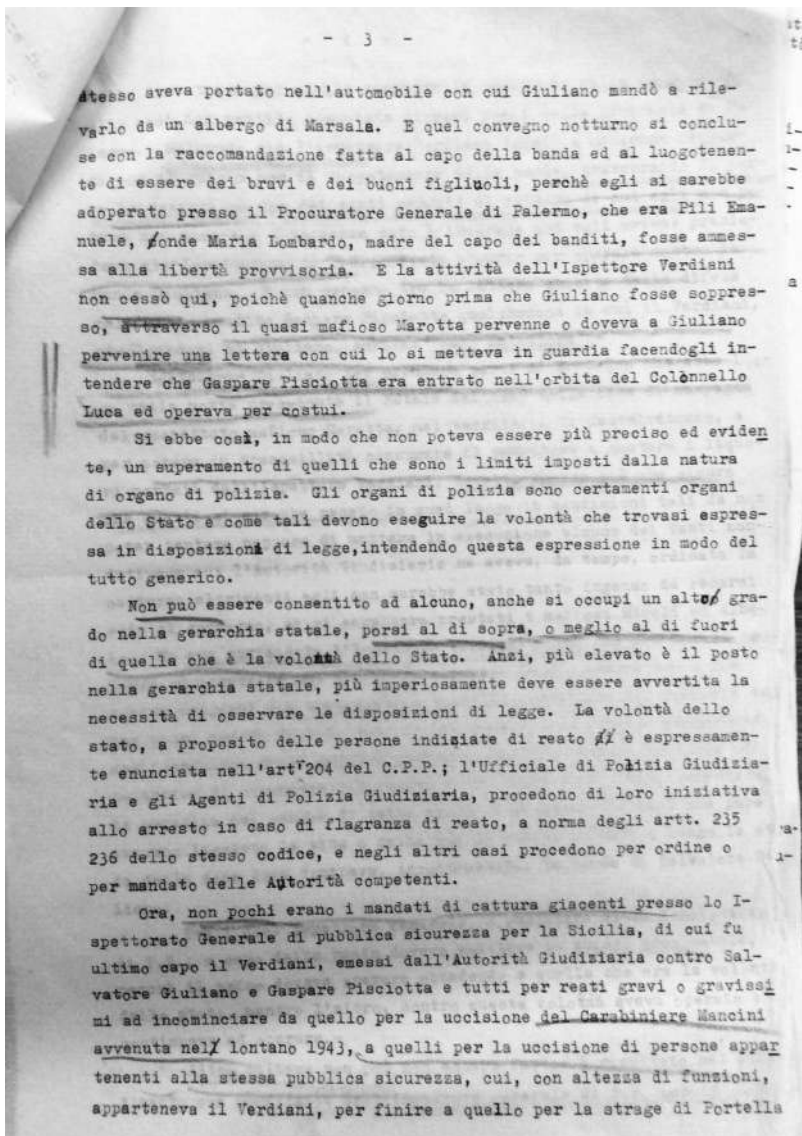 - 3 -
stesso aveva portato nell'automobile con cui Giuliano mandò a rile-
varlo da un albergo di Marsala. E quel convegno notturno si conclu-
se con la raccomandazione fatta al capo della banda ed al luogotenen-
te di essere dei bravi e dei buoni figliuoli, perchè egli si sarebbe
adoperato presso il Procuratore Generale di Palermo, che era Pili Ema-
nuele, onde Maria Lombardo, madre del capo dei banditi, fosse ammes-
sa alla libertà provvisoria. E la attività dell'Ispettore Verdiani
non cessò qui, poichè quanche giorno prima che Giuliano fosse soppres-
so, attraverso il quasi mafioso Marotta pervenne o doveva a Giuliano
pervenire una lettera con cui lo si metteva in guardia facendogli in-
tendere che Gaspare Pisciotta era entrato nell'orbita del Colonnello
Luca ed operava per costui.
Si ebbe così, in modo che non poteva essere più preciso ed eviden
te, un superamento di quelli che sono i limiti imposti dalla natura
di organo di polizia. Gli organi di polizia sono certamenti organi
dello Stato e come tali devono eseguire la volontà che trovasi espres-
sa in disposizioni di legge,intendendo questa espressione in modo del
tutto generico.
Non può essere consentito ad alcuno, anche si occupi un alto gra-
do nella gerarchia statale, porsi al di sopra, o meglio al di fuori
di quella che è la volontà dello Stato. Anzi, più elevato è il posto
nella gerarchia statale, più imperiosamente deve essere avvertita la
necessità di osservare le disposizioni di legge. La volontà dello
stato, a proposito delle persone indiziate di reato è espressamen-
te enunciata nell'art 204 del C.P.P.; l'Ufficiale di Polizia Giudizia-
ria e gli Agenti di Polizia Giudiziaria, procedono di loro iniziativa
allo arresto in caso di flagranza di reato, a norma degli artt. 235
236 dello stesso codice, e negli altri casi procedono per ordine o
per mandato delle Autorità competenti.
Ora, non pochi erano i mandati di cattura giacenti presso lo I-
spettorato Generale di pubblica sicurezza per la Sicilia, di cui fu
ultimo capo il Verdiani, emessi dall'Autorità Giudiziaria contro Sal-
vatore Giuliano e Gaspare Pisciotta e tutti per reati gravi o gravissi
mi ad incominciare da quello per la uccisione del Carabiniere Mancini
avvenuta nel lontano 1943, a quelli per la uccisione di persone appar
tenenti alla stessa pubblica sicurezza, cui, con altezza di funzioni,
apparteneva il Verdiani, per finire a quello per la strage di Portella